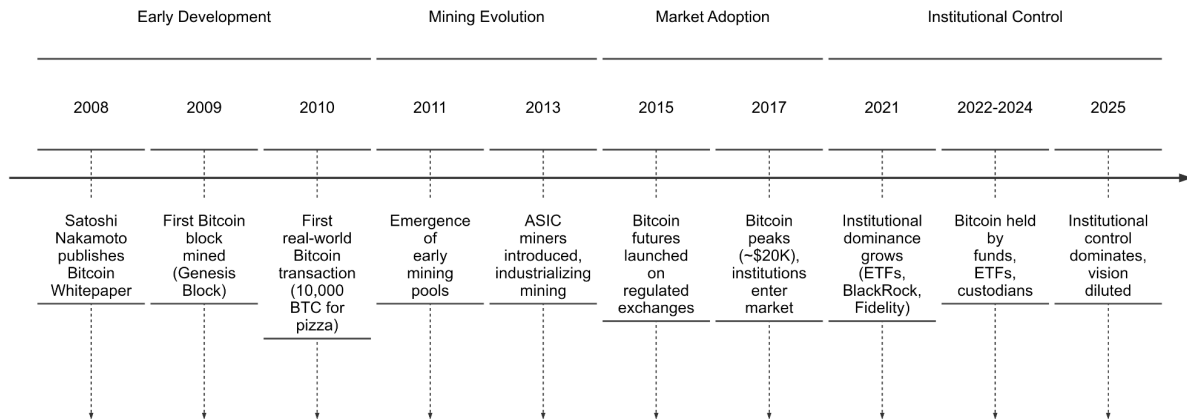 Early Development
Mining Evolution
Market Adoption
Institutional Control
2008
2009
2010
2011
2013
2015
2017
2021
2022-2024
2025
Satoshi
Nakamoto
publishes
Bitcoin
Whitepaper
First Bitcoin
block
mined
(Genesis
Block)
First
real-world
Bitcoin
transaction
(10,000
BTC for
pizza)
Emergence
of
early
mining
pools
ASIC
miners
introduced,
industrializing
mining
Bitcoin
futures
launched
on
regulated
exchanges
Bitcoin
peaks
(~$20K),
institutions
enter
market
Institutional
dominance
grows
(ETFs,
BlackRock,
Fidelity)
Bitcoin held
by
funds,
ETFs,
custodians
Institutional
control
dominates,
vision
diluted